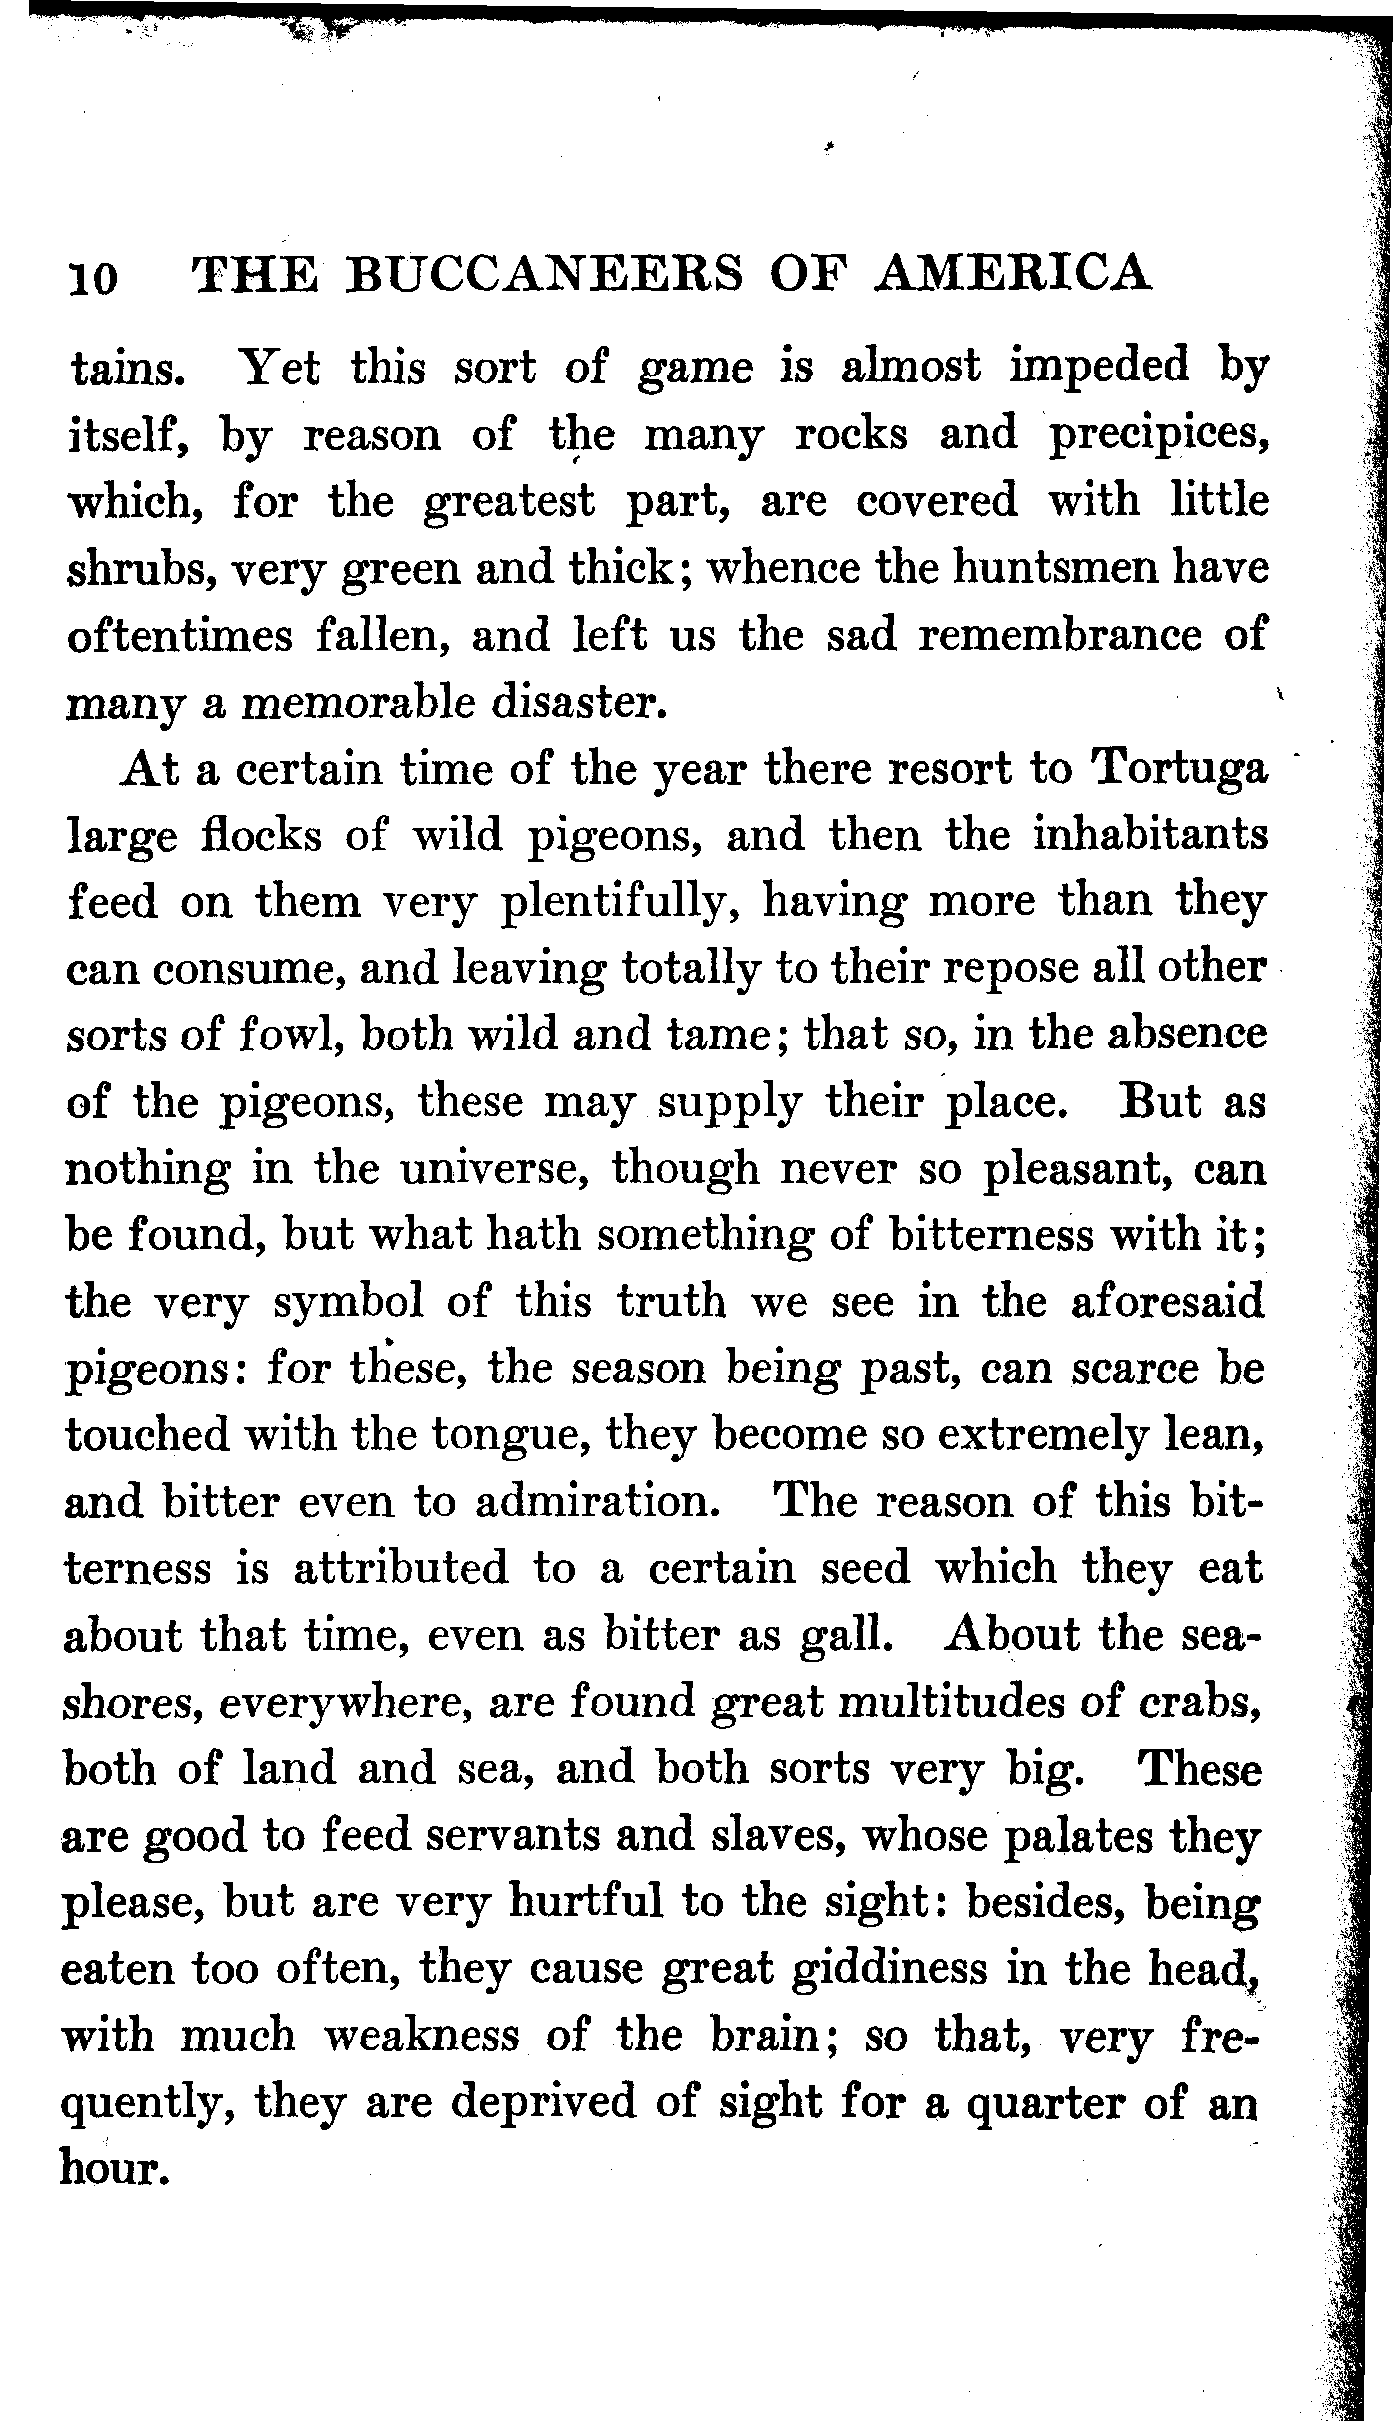 10 THE BUCCANEERS OF AMERICA
tains. Yet this sort of game is almost impeded by
itself, by reason of the many rocks and precipices,
which, for the greatest part, are covered with little
shrubs, very green and thick; whence the huntsmen have
oftentimes fallen, and left us the sad remembrance of
many a memorable disaster.
At a certain time of the year there resort to Tortuga
large flocks of wild pigeons, and then the inhabitants
feed on them very plentifully, having more than they
can consume, and leaving totally to their repose all other
sorts of fowl, both wild and tame; that so, in the absence
of the pigeons, these may supply their place. But as
nothing in the universe, though never so pleasant, can
be found, but what hath something of bitterness with it;
the very symbol of this truth we see in the aforesaid
pigeons: for these, the season being past, can scarce be
touched with the tongue, they become so extremely lean,
and bitter even to admiration. The reason of this bit-
terness is attributed to a certain seed which they eat
about that time, even as bitter as gall. About the sea-
shores, everywhere, are found great multitudes of crabs,
both of land and sea, and both sorts very big. These
are good to feed servants and slaves, whose palates they
please, but are very hurtful to the sight: besides, being
eaten too often, they cause great giddiness in the head,
with much weakness of the brain; so that, very fre-
quently, they are deprived of sight for a quarter of an
hour.